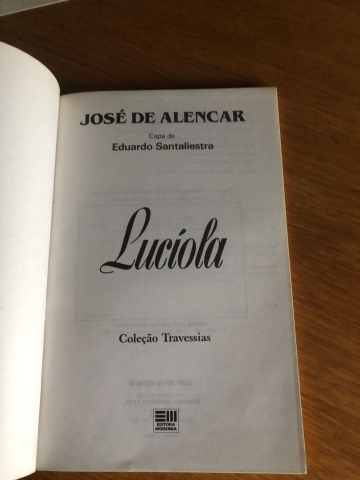 JOSÉ DE ALENCAR
Capa de
Eduardo Santaliestra
Lucíola
Coleção Travessias
EDITORA
MODERNA